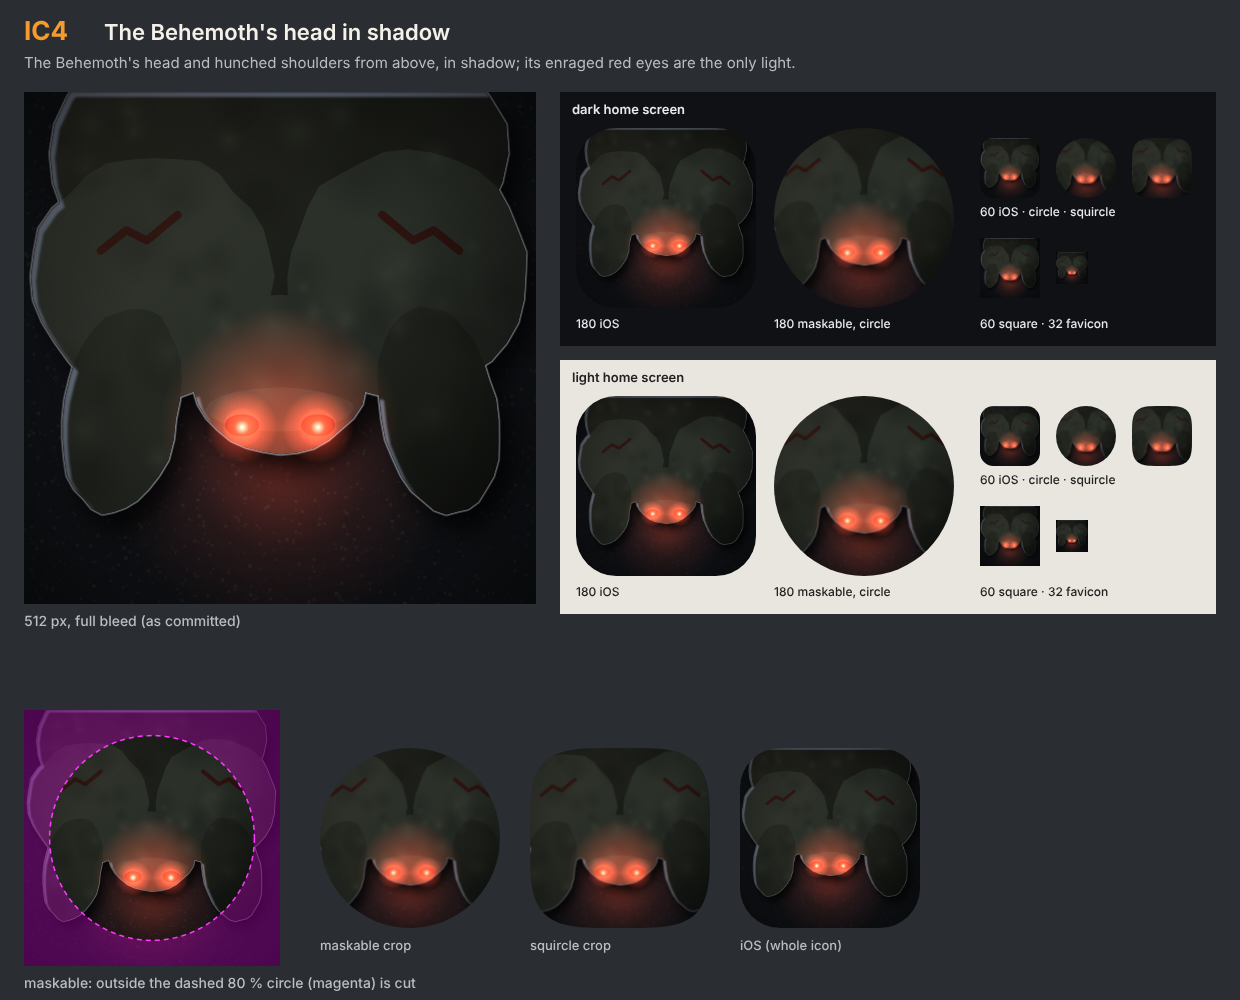 IC4 The Behemoth's head in shadow
The Behemoth's head and hunched shoulders from above, in shadow; its enraged red eyes are the only light.
dark home screen
60 iOS · circle · squircle
180 iOS
180 maskable, circle
60 square · 32 favicon
light home screen
60 iOS · circle · squircle
180 iOS
180 maskable, circle
60 square · 32 favicon
512 px, full bleed (as committed)
maskable crop
squircle crop
iOS (whole icon)
maskable: outside the dashed 80 % circle (magenta) is cut